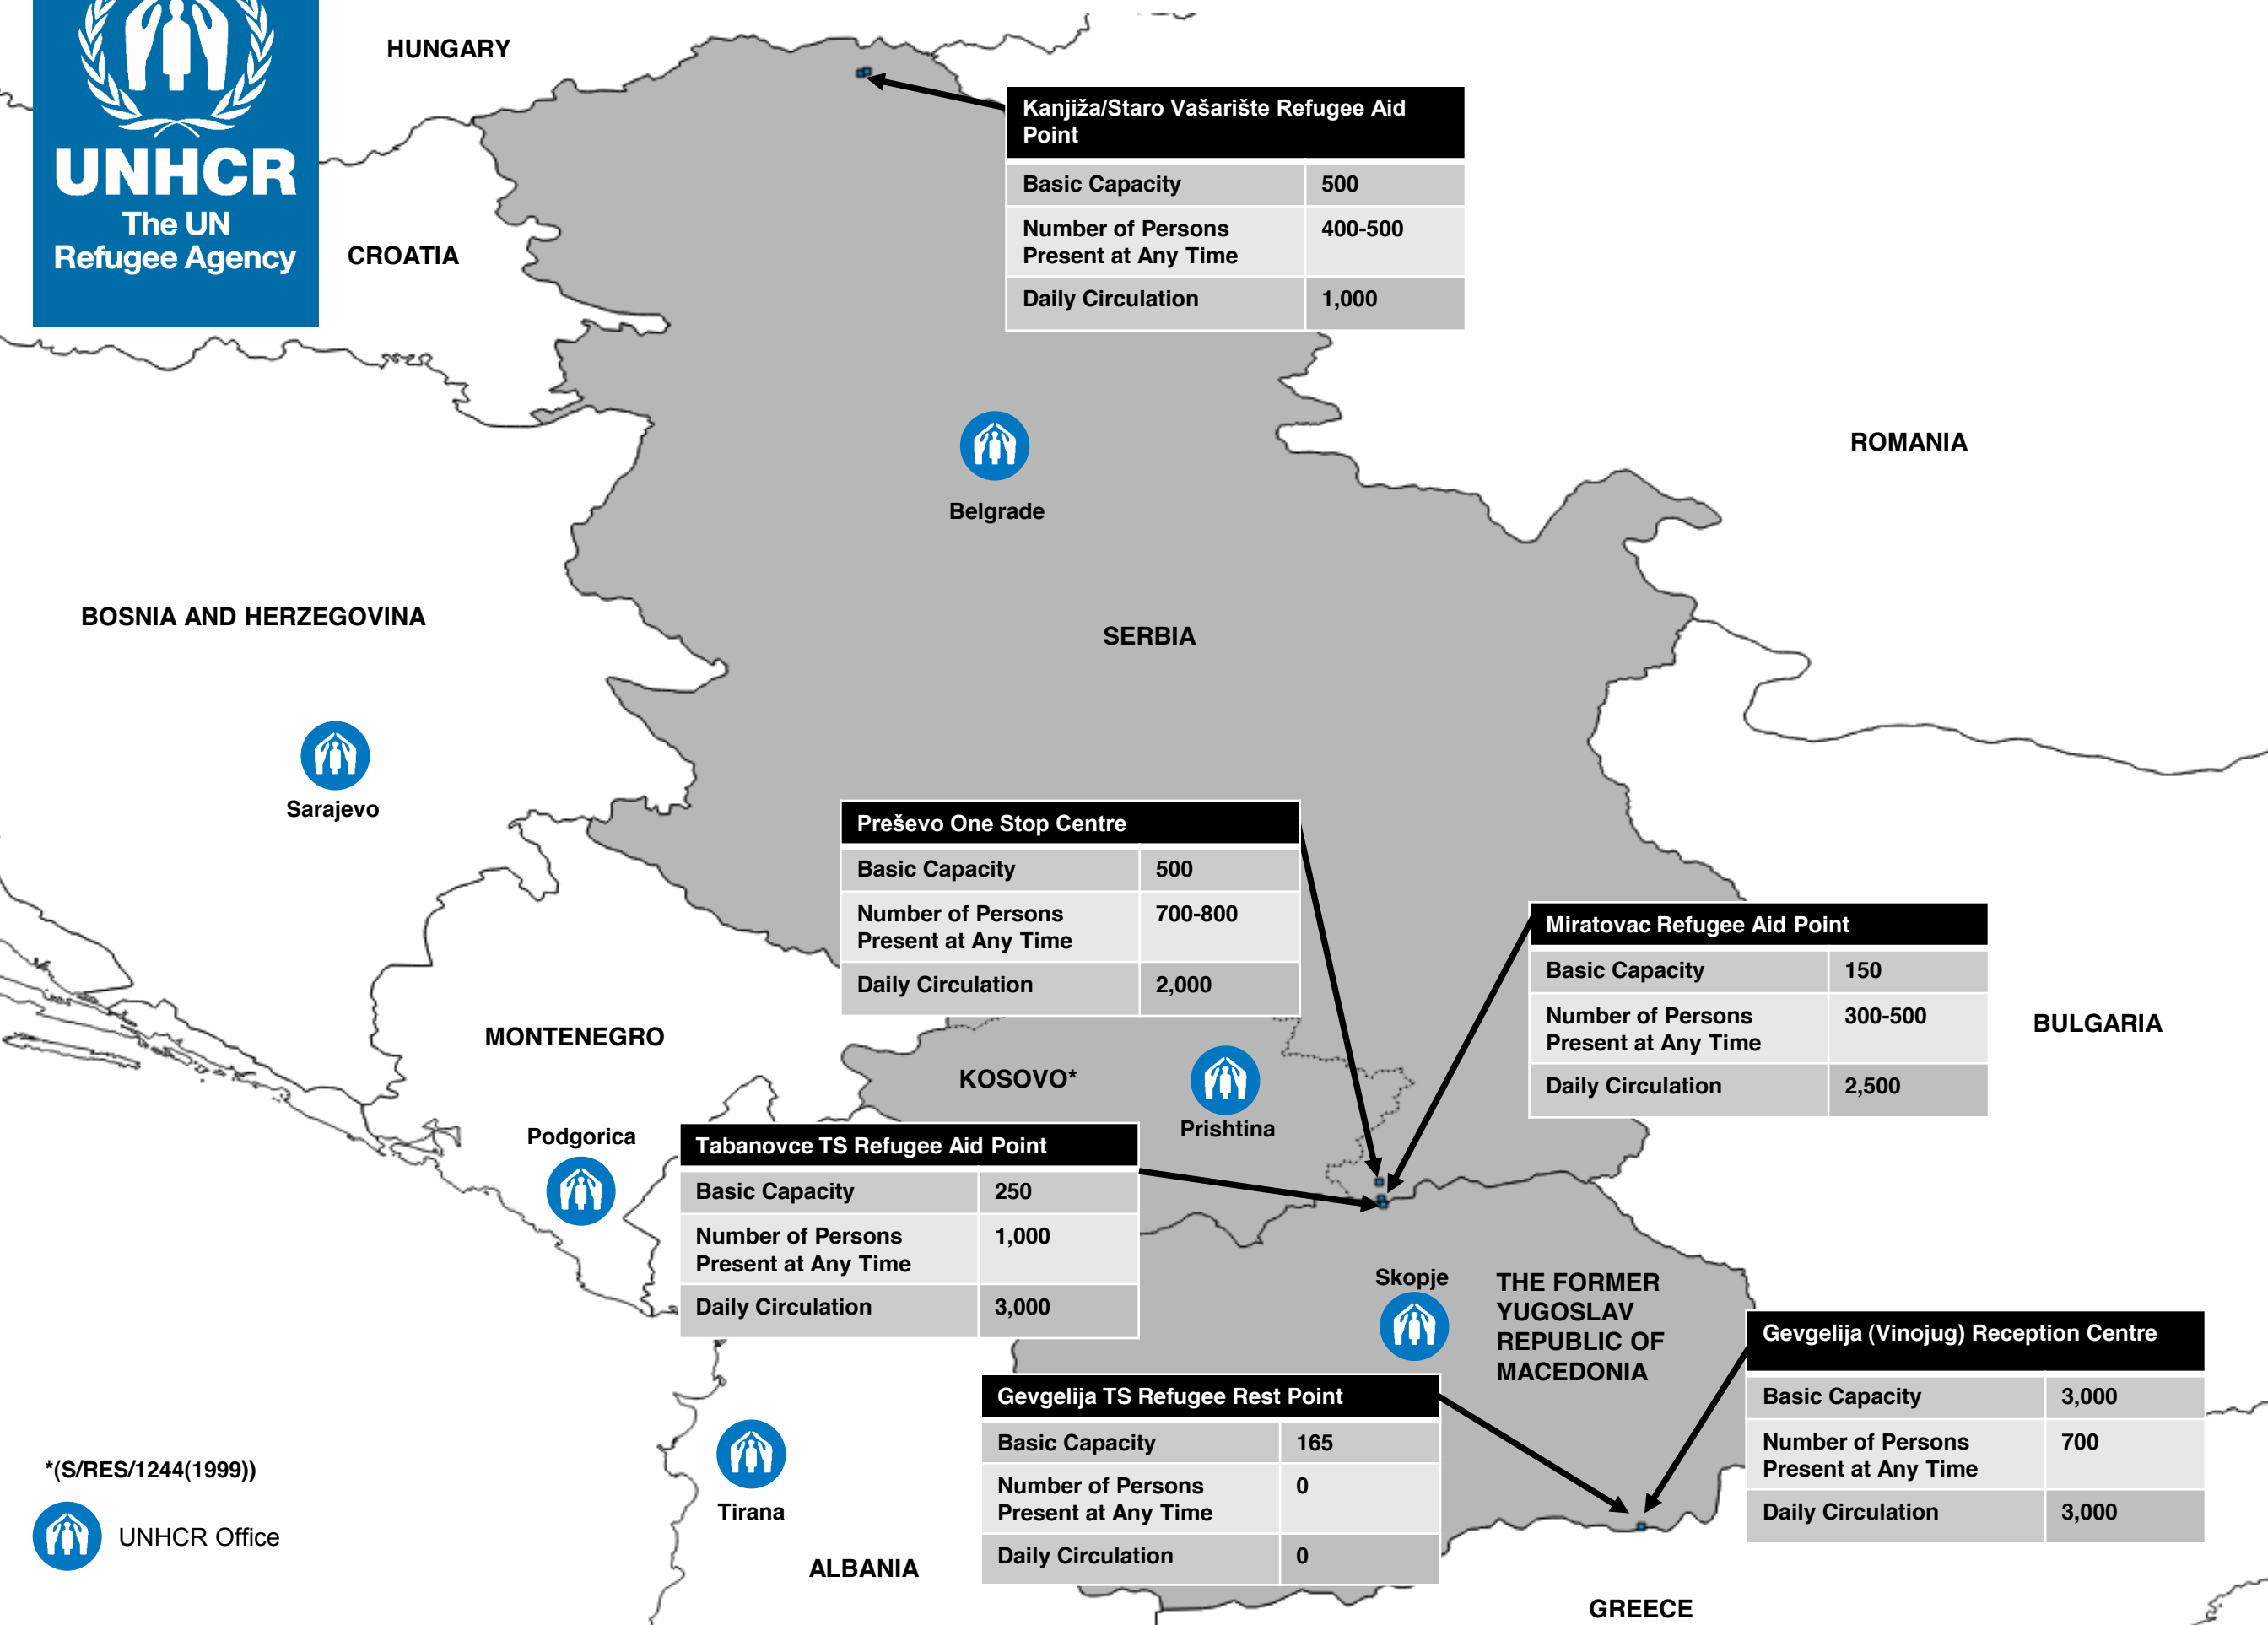 HUNGARY
UNHCR
The UN
Refugee Agency
CROATIA
Kanjiža/Staro Vašarište Refugee Aid
Point
Basic Capacity 500
Number of Persons
Present at Any Time 400-500
Daily Circulation 1,000
ROMANIA
Belgrade
BOSNIA AND HERZEGOVINA
SERBIA
Sarajevo
Preševo One Stop Centre
Basic Capacity 500
Number of Persons
Present at Any Time 700-800
Daily Circulation 2,000
Miratovac Refugee Aid Point
Basic Capacity 150
Number of Persons
Present at Any Time 300-500
Daily Circulation 2,500
BULGARIA
MONTENEGRO
KOSOVO*
Prishtina
Podgorica
Tabanovce TS Refugee Aid Point
Basic Capacity 250
Number of Persons
Present at Any Time 1,000
Daily Circulation 3,000
Skopje
THE FORMER
YUGOSLAV
REPUBLIC OF
MACEDONIA
Gevgelija (Vinojug) Reception Centre
Basic Capacity 3,000
Number of Persons
Present at Any Time 700
Daily Circulation 3,000
Gevgelija TS Refugee Rest Point
Basic Capacity 165
Number of Persons
Present at Any Time 0
Daily Circulation 0
*(S/RES/1244(1999))
UNHCR Office
Tirana
ALBANIA
GREECE